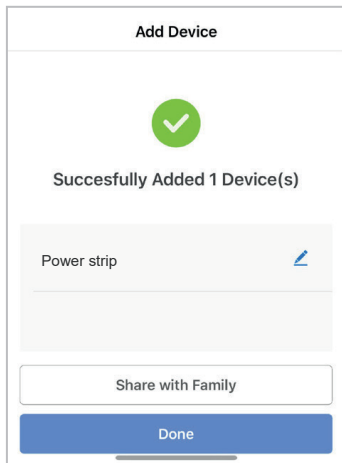 Add Device
Succesfully Added 1 Device(s)
Power strip
Share with Family
Done